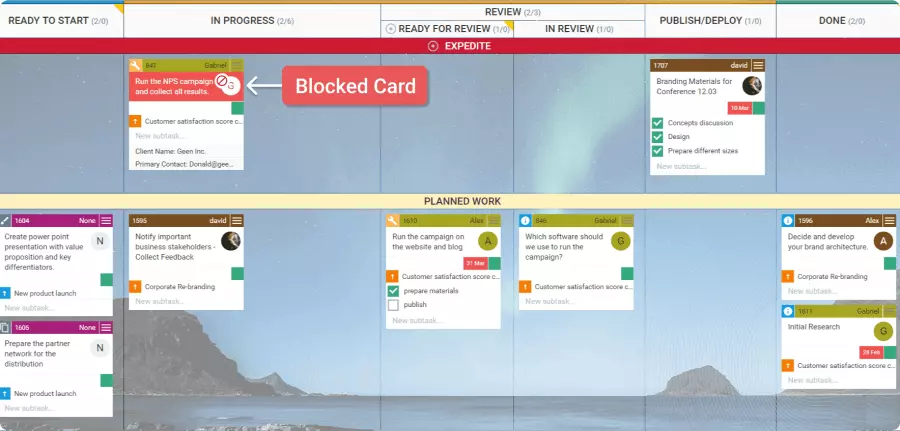 READY TO START (2/0)
IN PROGRESS (2/6)
REVIEW (2/3)
READY FOR REVIEW (1/0)
IN REVIEW (1/0)
PUBLISH/DEPLOY (1/0)
DONE (2/0)
EXPEDITE
847 Gabriel
Run the NPS campaign
and collect all results.
G
Customer satisfaction score c...
New subtask...
Client Name: Geen Inc.
Primary Contact: Donald@gee...
Blocked Card
1707 david
Branding Materials for
Conference 12.03
10 Mar
Concepts discussion
Design
Prepare different sizes
New subtask...
PLANNED WORK
1604 None
Create power point
presentation with value
proposition and key
differentiators.
N
New product launch
New subtask...
1605 None
Prepare the partner
network for the
distribution
N
New product launch
New subtask...
1595 david
Notify important
business stakeholders -
Collect Feedback
Corporate Re-branding
New subtask...
1610 Alex
Run the campaign on
the website and blog
A
31 Mar
Customer satisfaction score c...
prepare materials
publish
New subtask...
846 Gabriel
Which software should
we use to run the
campaign?
G
Customer satisfaction score c...
New subtask...
1596 Alex
Decide and develop
your brand architecture.
A
Corporate Re-branding
New subtask...
1611 Gabriel
Initial Research
G
28 Feb
Customer satisfaction score c...
New subtask...